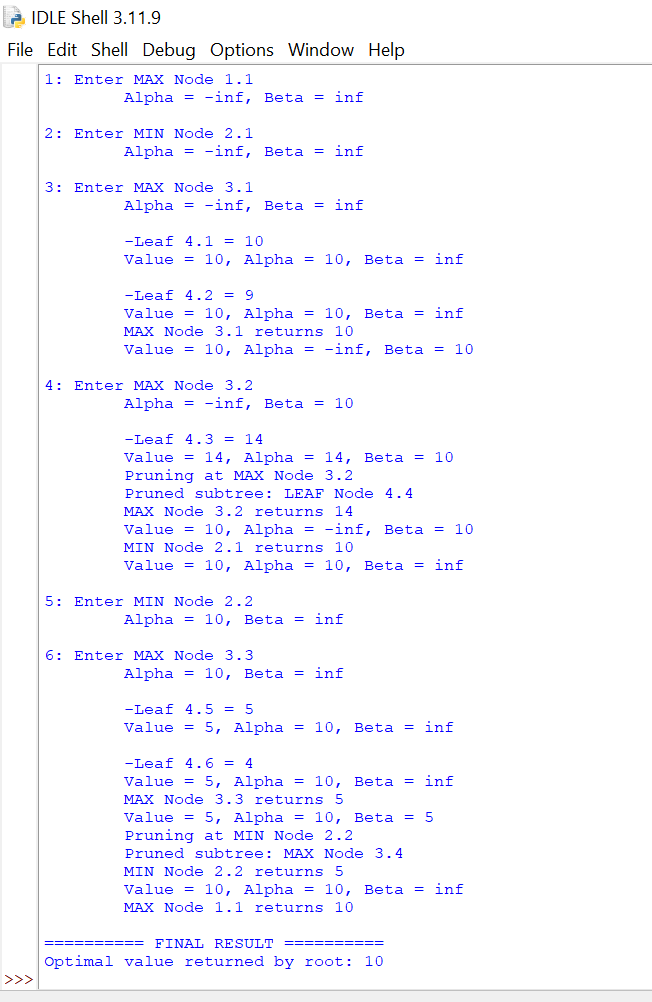 IDLE Shell 3.11.9
File Edit Shell Debug Options Window Help
1: Enter MAX Node 1.1
Alpha = -inf, Beta = inf
2: Enter MIN Node 2.1
Alpha = -inf, Beta = inf
3: Enter MAX Node 3.1
Alpha = -inf, Beta = inf
-Leaf 4.1 = 10
Value = 10, Alpha = 10, Beta = inf
-Leaf 4.2 = 9
Value = 10, Alpha = 10, Beta = inf
MAX Node 3.1 returns 10
Value = 10, Alpha = -inf, Beta = 10
4: Enter MAX Node 3.2
Alpha = -inf, Beta = 10
-Leaf 4.3 = 14
Value = 14, Alpha = 14, Beta = 10
Pruning at MAX Node 3.2
Pruned subtree: LEAF Node 4.4
MAX Node 3.2 returns 14
Value = 10, Alpha = -inf, Beta = 10
MIN Node 2.1 returns 10
Value = 10, Alpha = 10, Beta = inf
5: Enter MIN Node 2.2
Alpha = 10, Beta = inf
6: Enter MAX Node 3.3
Alpha = 10, Beta = inf
-Leaf 4.5 = 5
Value = 5, Alpha = 10, Beta = inf
-Leaf 4.6 = 4
Value = 5, Alpha = 10, Beta = inf
MAX Node 3.3 returns 5
Value = 5, Alpha = 10, Beta = 5
Pruning at MIN Node 2.2
Pruned subtree: MAX Node 3.4
MIN Node 2.2 returns 5
Value = 10, Alpha = 10, Beta = inf
MAX Node 1.1 returns 10
========== FINAL RESULT ==========
Optimal value returned by root: 10
>>>